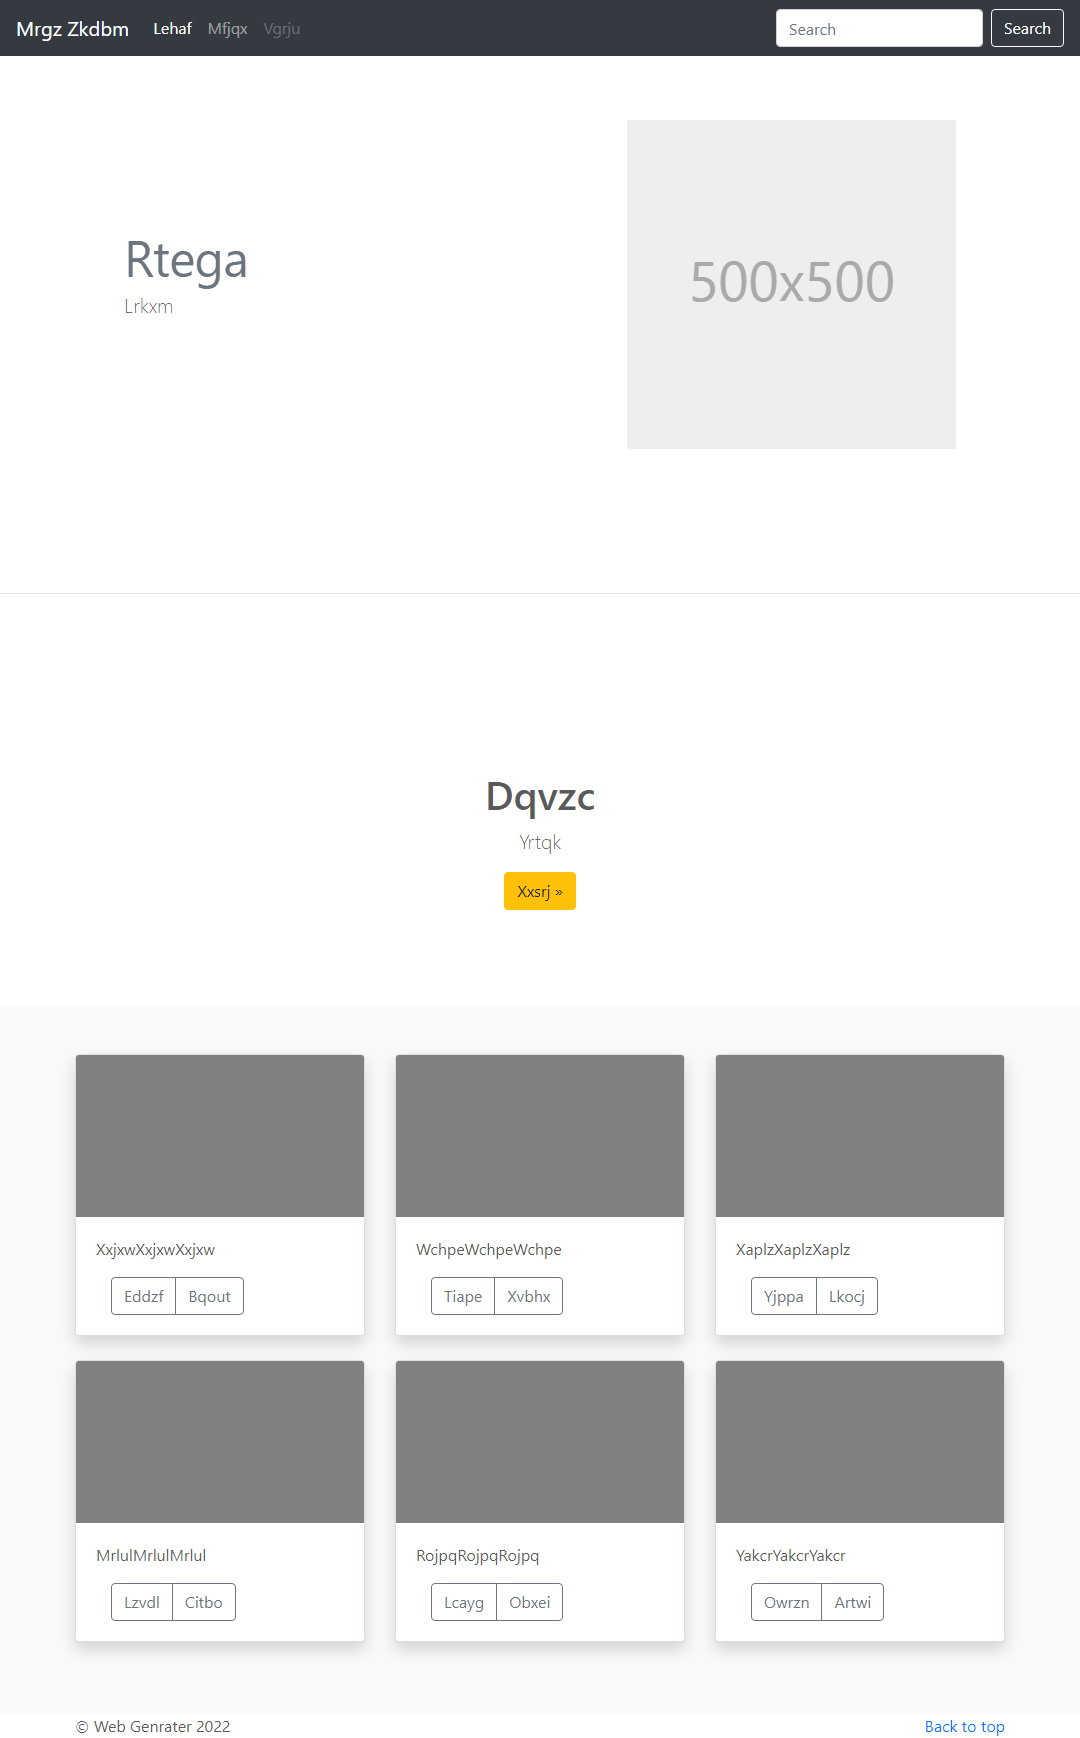 Mrgz Zkdbm Lehaf Mfjqx Vgrju Search Search
Rtega
Lrkxm
500x500
Dqvzc
Yrtqk
Xxsrj »
XxjxwXxjxwXxjxw
Eddzf Bqout
WchpeWchpeWchpe
Tiape Xvbhx
XaplzXaplzXaplz
Yjppa Lkocj
MrlulMrlulMrlul
Lzvdl Citbo
RojpqRojpqRojpq
Lcayg Obxei
YakcrYakcrYakcr
Owrzn Artwi
© Web Genrater 2022 Back to top